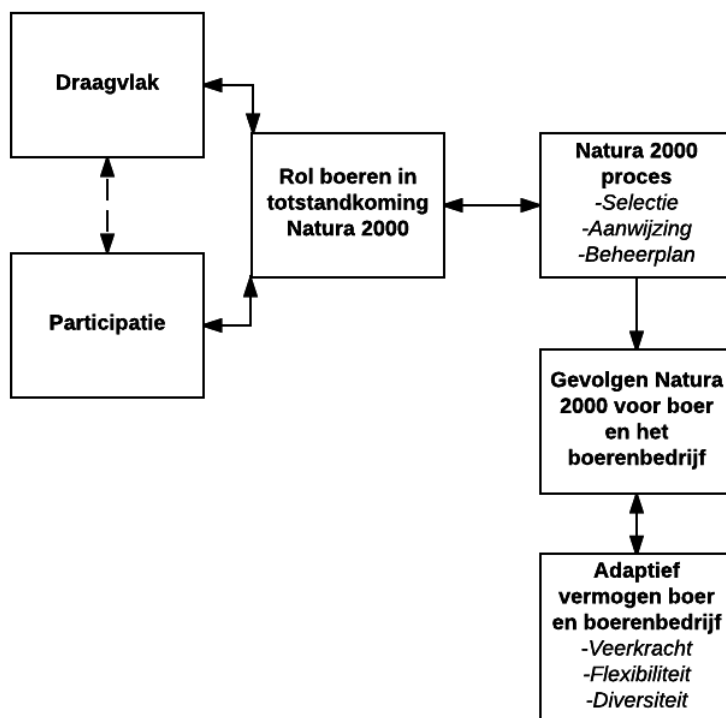 Draagvlak
Participatie
Rol boeren in
totstandkoming
Natura 2000
Natura 2000
proces
-Selectie
-Aanwijzing
-Beheerplan
Gevolgen Natura
2000 voor boer
en het
boerenbedrijf
Adaptief
vermogen boer
en boerenbedrijf
-Veerkracht
-Flexibiliteit
-Diversiteit